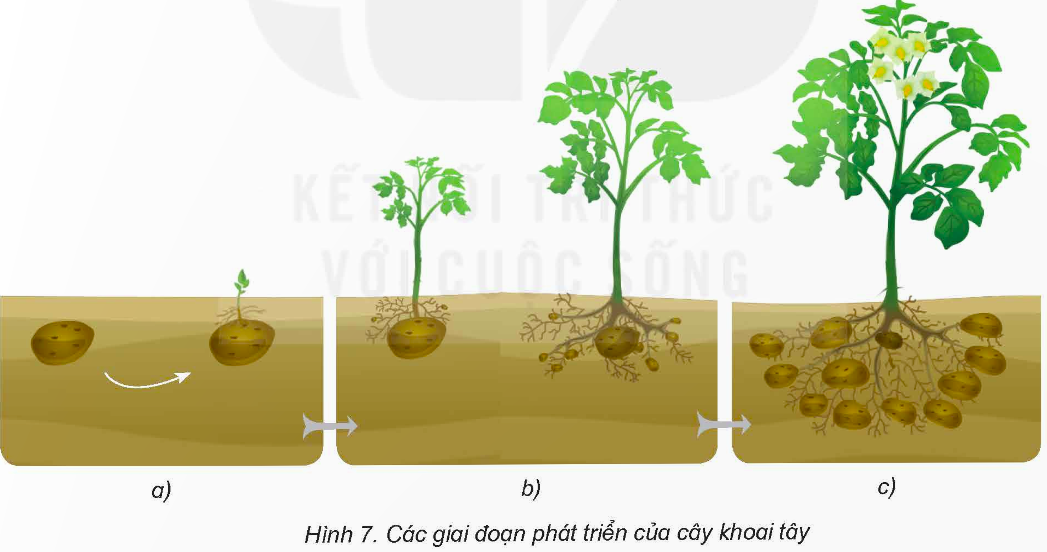 KẾT NỐI TRI THỨC
VỚI CUỘC SỐNG
a)
b)
c)
Hình 7. Các giai đoạn phát triển của cây khoai tây